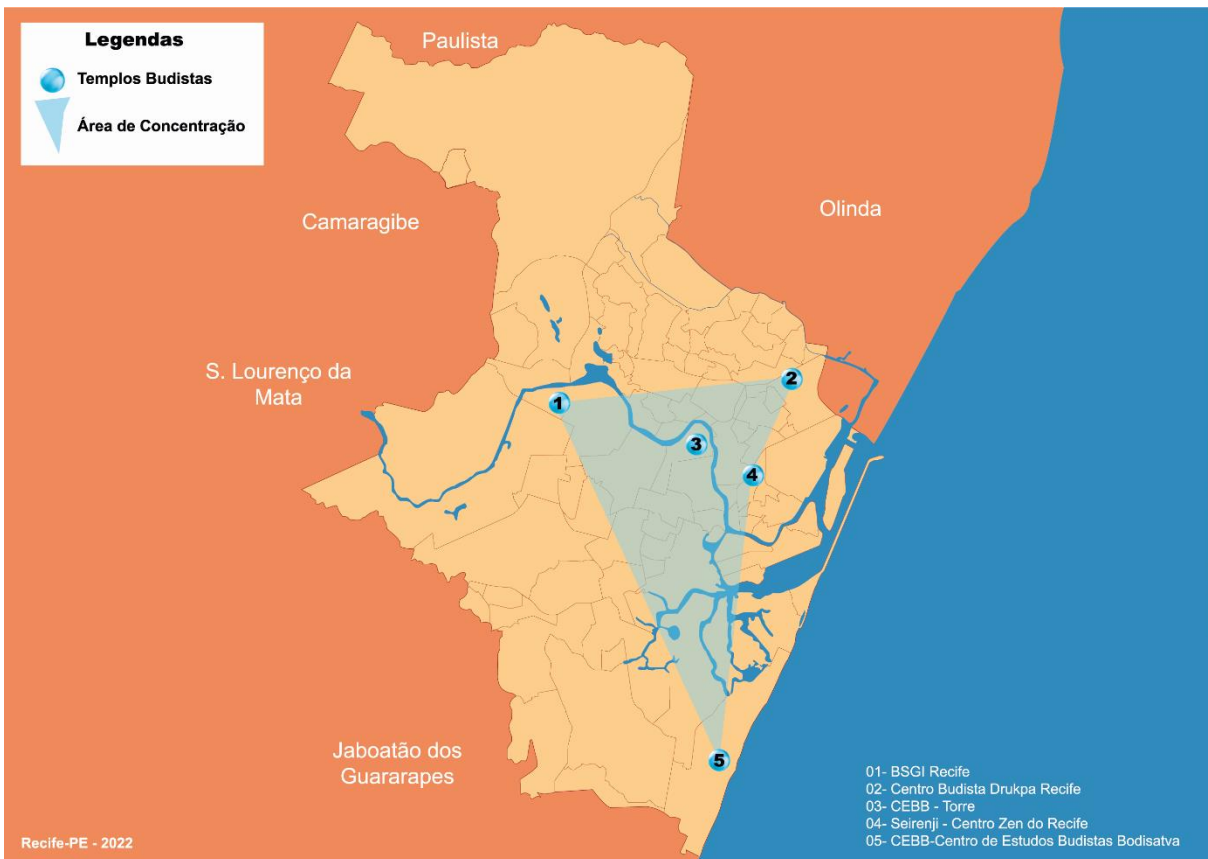 Legendas
Templos Budistas
Área de Concentração
Paulista
Olinda
Camaragibe
S. Lourenço da
Mata
2
1
3
4
Jaboatão dos
Guararapes
5
01- BSGI Recife
02- Centro Budista Drukpa Recife
03- CEBB - Torre
04- Seirenji - Centro Zen do Recife
05- CEBB-Centro de Estudos Budistas Bodisatva
Recife-PE - 2022